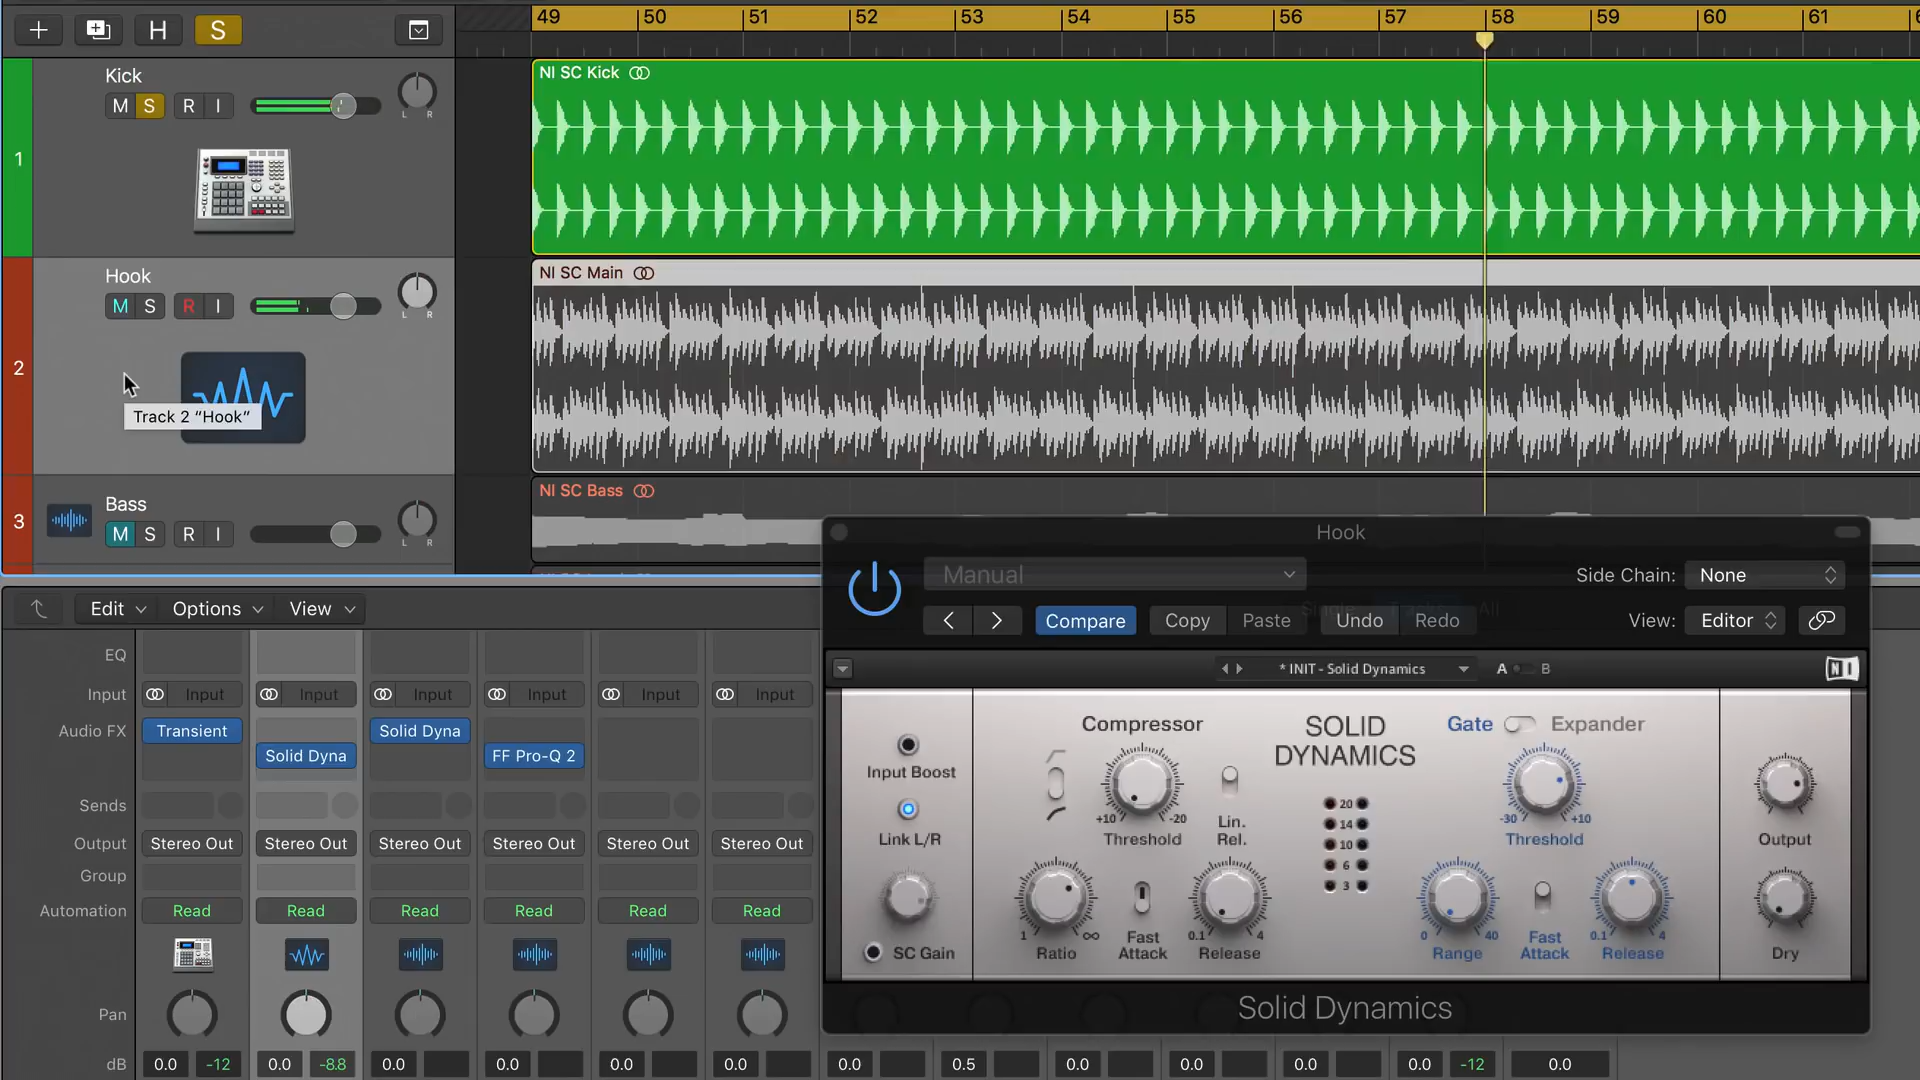 H S
49 50 51 52 53 54 55 56 57 58 59 60 61
Kick
M S R I
L R
1
NI SC Kick
Hook
M S R I
L R
2
Track 2 “Hook”
NI SC Main
Bass
M S R I
L R
3
NI SC Bass
Edit Options View
Hook
Manual
Side Chain: None
Compare Copy Paste Undo Redo
View: Editor
* INIT - Solid Dynamics
A B
NI
Compressor
SOLID
DYNAMICS
Gate Expander
Input Boost
Link L/R
+10 -20
Threshold
Lin.
Rel.
20
14
10
6
3
-30 +10
Threshold
Output
SC Gain
1 ∞
Ratio
Fast
Attack
0.1 4
Release
0 40
Range
Fast
Attack
0.1 4
Release
Dry
Solid Dynamics
EQ
Input Input Input Input Input Input Input
Audio FX Transient Solid Dyna
Solid Dyna FF Pro-Q 2
Sends
Output Stereo Out Stereo Out Stereo Out Stereo Out Stereo Out Stereo Out
Group
Automation Read Read Read Read Read Read
Pan
dB 0.0 -12 0.0 -8.8 0.0 0.0 0.0 0.0 0.0 0.5 0.0 0.0 0.0 0.0 -12 0.0